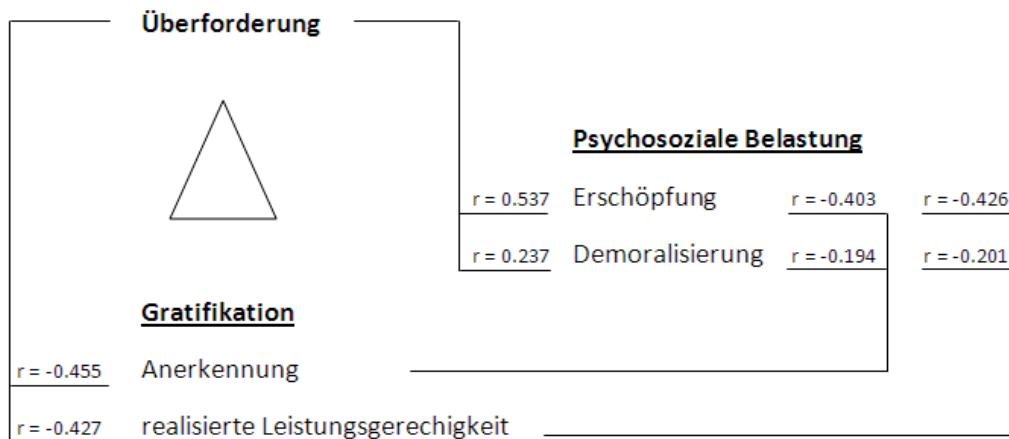 Überforderung
Psychosoziale Belastung
r = 0.537 Erschöpfung r = -0.403 r = -0.426
r = 0.237 Demoralisierung r = -0.194 r = -0.201
Gratifikation
r = -0.455 Anerkennung
r = -0.427 realisierte Leistungsgerechigkeit